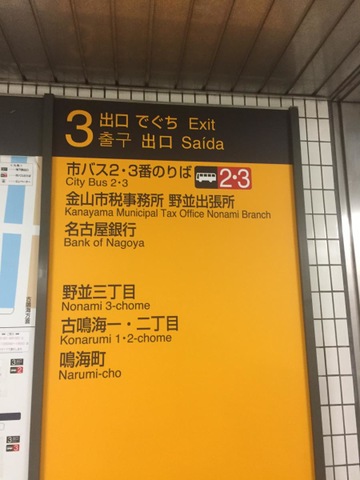 3 出口 でぐち Exit
출구 出口 Saída
市バス2・3番のりば 2・3
City Bus 2・3
金山市税事務所 野並出張所
Kanayama Municipal Tax Office Nonami Branch
名古屋銀行
Bank of Nagoya
野並三丁目
Nonami 3-chome
古鳴海一・二丁目
Konarumi 1・2-chome
鳴海町
Narumi-cho